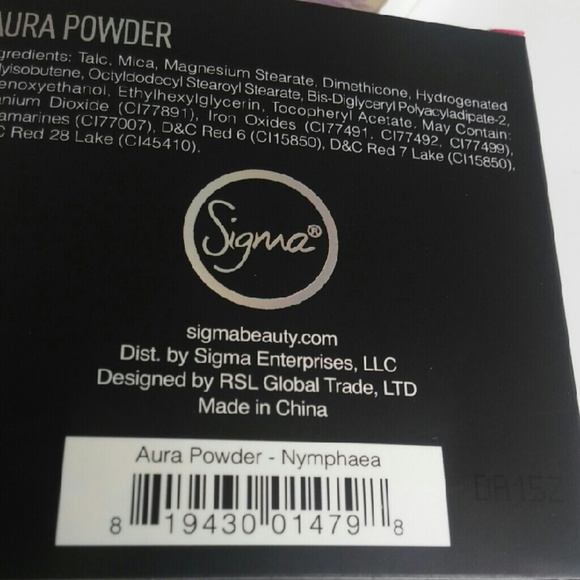 AURA POWDER
gredients: Talc, Mica, Magnesium Stearate, Dimethicone, Hydrogenated
lyisobutene, Octyldodecyl Stearoyl Stearate, Bis-Diglyceryl Polyacyladipate-2,
enoxyethanol, Ethylhexylglycerin, Tocopheryl Acetate. May Contain:
anium Dioxide (CI77891), Iron Oxides (CI77491, CI77492, CI77499),
ramarines (CI77007), D&C Red 6 (CI15850), D&C Red 7 Lake (CI15850),
C Red 28 Lake (CI45410).
Sigma®
sigmabeauty.com
Dist. by Sigma Enterprises, LLC
Designed by RSL Global Trade, LTD
Made in China
Aura Powder - Nymphaea
8 19430 01479 8